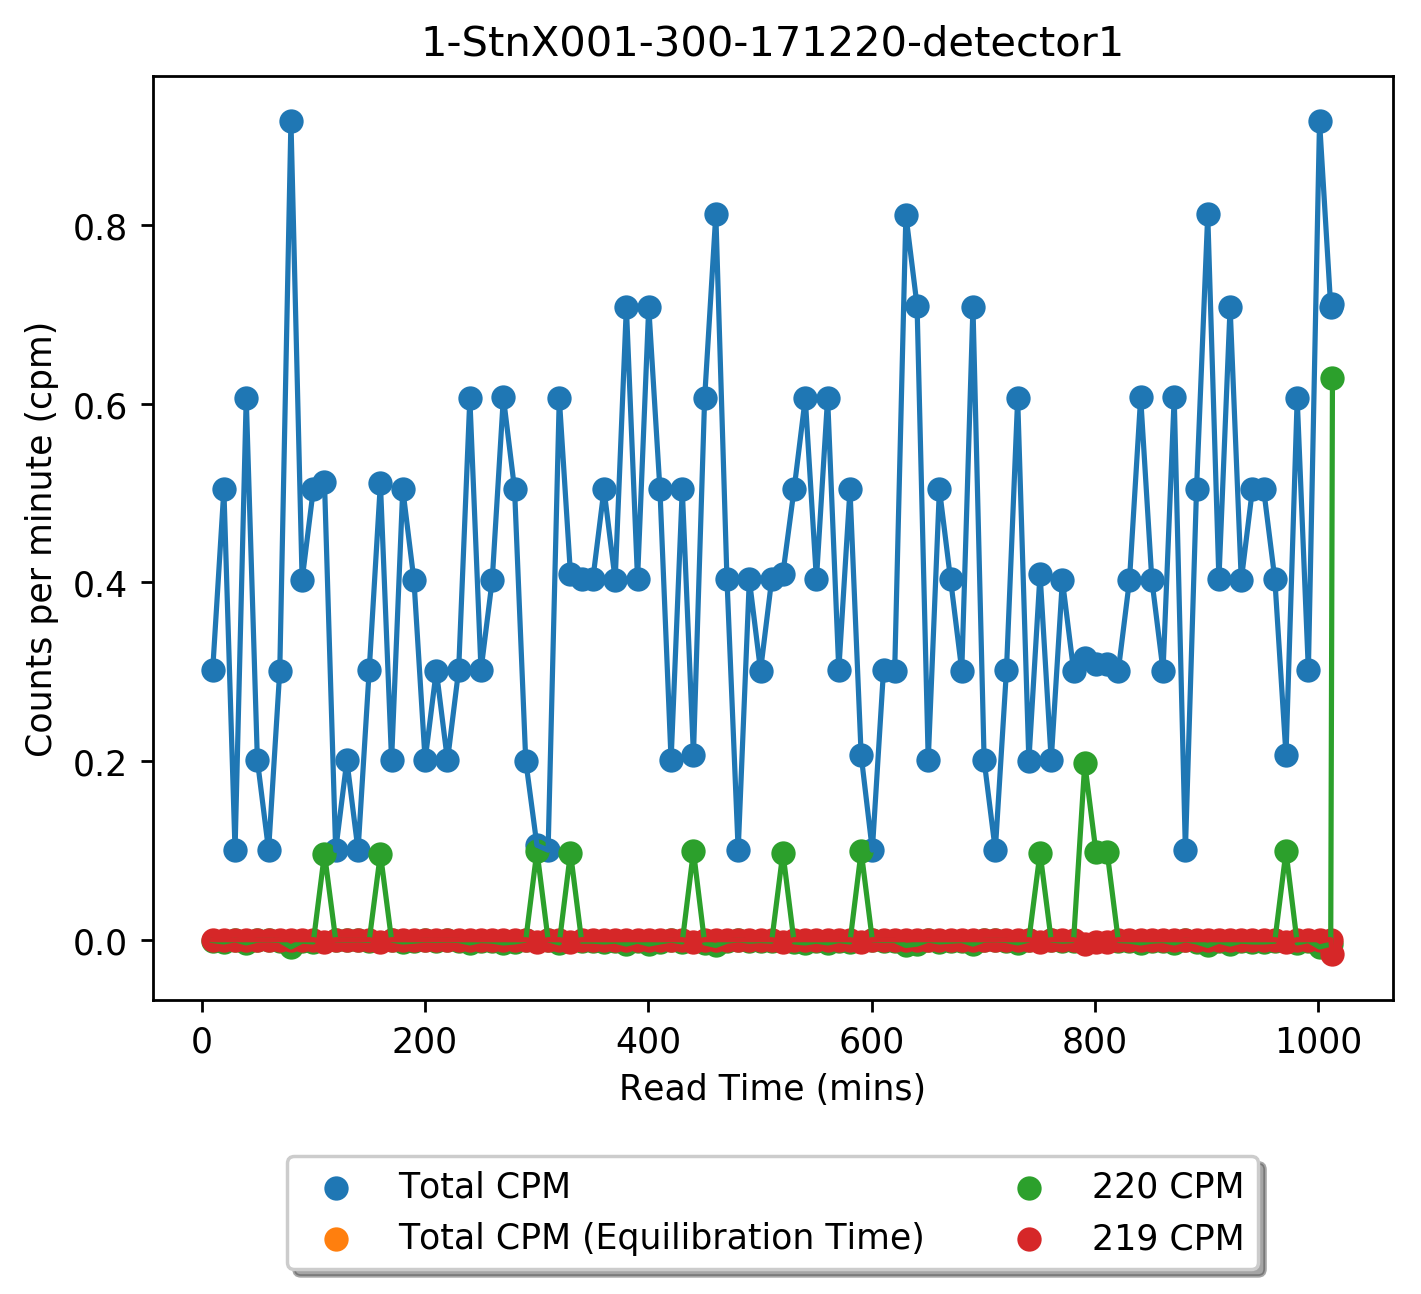 1-StnX001-300-171220-detector1
Counts per minute (cpm)
0.8
0.6
0.4
0.2
0.0
0 200 400 600 800 1000
Read Time (mins)
Total CPM 220 CPM
Total CPM (Equilibration Time) 219 CPM